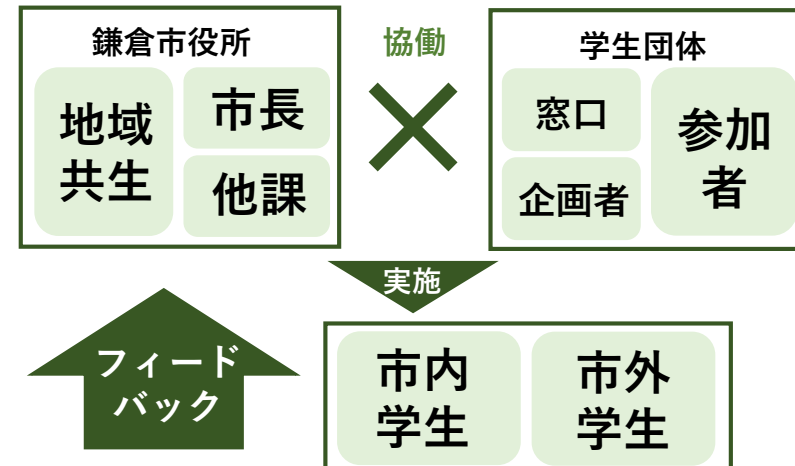 鎌倉市役所
地域
共生
市長
他課
協働
学生団体
窓口
企画者
参加
者
実施
フィード
バック
市内
学生
市外
学生